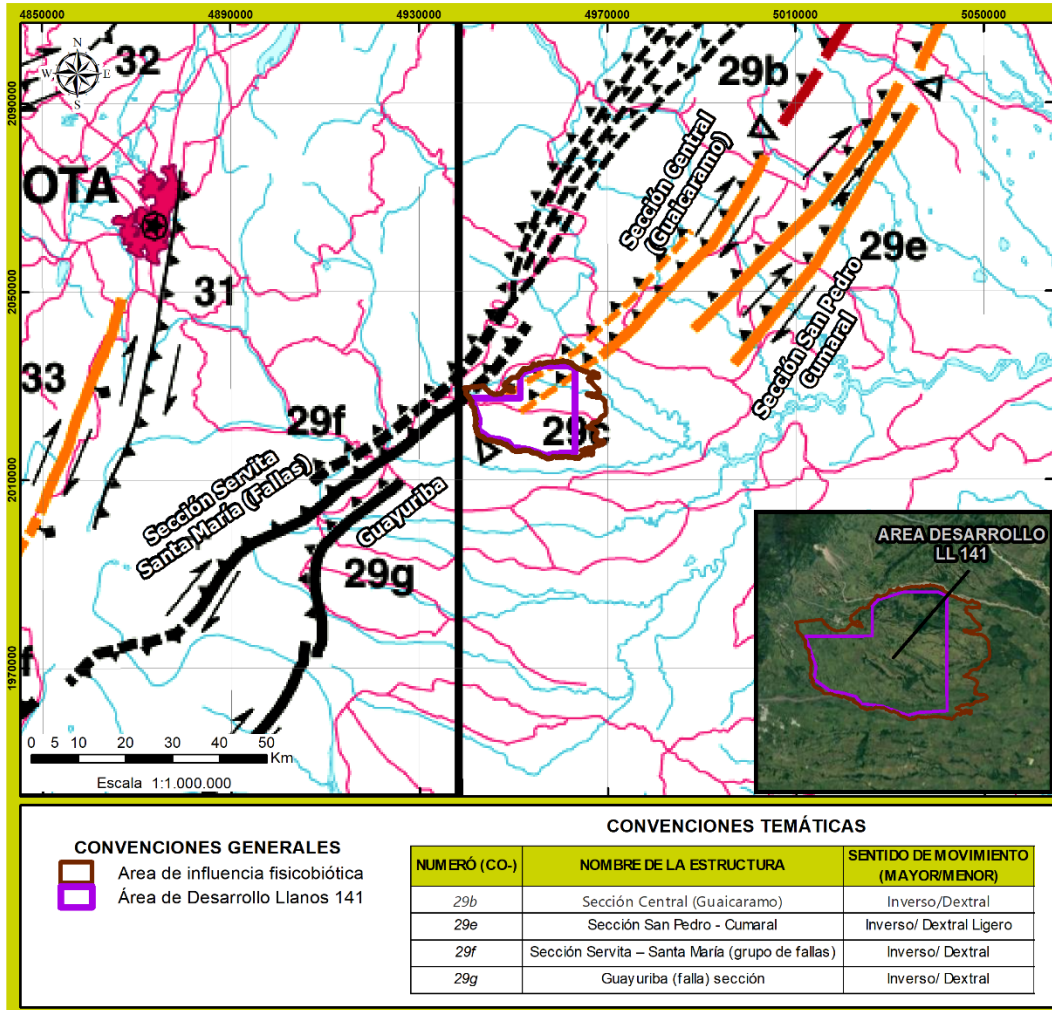 4850000 4890000 4930000 4970000 5010000 5050000
2090000
2050000
2010000
1970000
N
W E
S
32
29b
OTA
31
33
29e
29f
29g
Sección Central
(Guaicaramo)
Sección San Pedro
Cumaral
Sección Servita
Santa María (Fallas)
Guayuriba
AREA DESARROLLO
LL 141
0 5 10 20 30 40 50
Km
Escala 1:1.000.000
CONVENCIONES GENERALES
Area de influencia fisicobiótica
Área de Desarrollo Llanos 141
CONVENCIONES TEMÁTICAS
NUMERÓ (CO-) NOMBRE DE LA ESTRUCTURA SENTIDO DE MOVIMIENTO
(MAYOR/MENOR)
29b Sección Central (Guaicaramo) Inverso/Dextral
29e Sección San Pedro - Cumaral Inverso/ Dextral Ligero
29f Sección Servita – Santa María (grupo de fallas) Inverso/ Dextral
29g Guayuriba (falla) sección Inverso/ Dextral